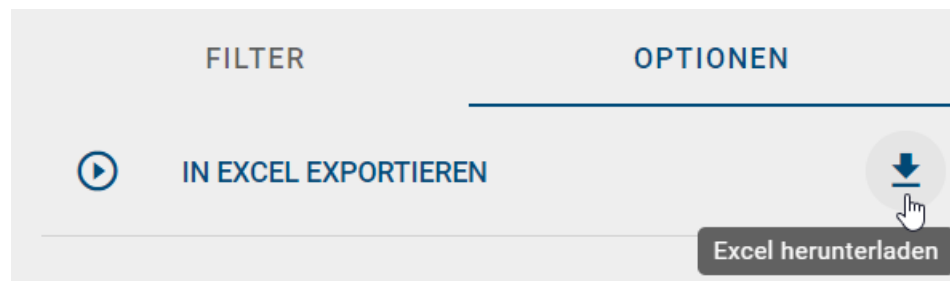 FILTER OPTIONEN
IN EXCEL EXPORTIEREN
Excel herunterladen